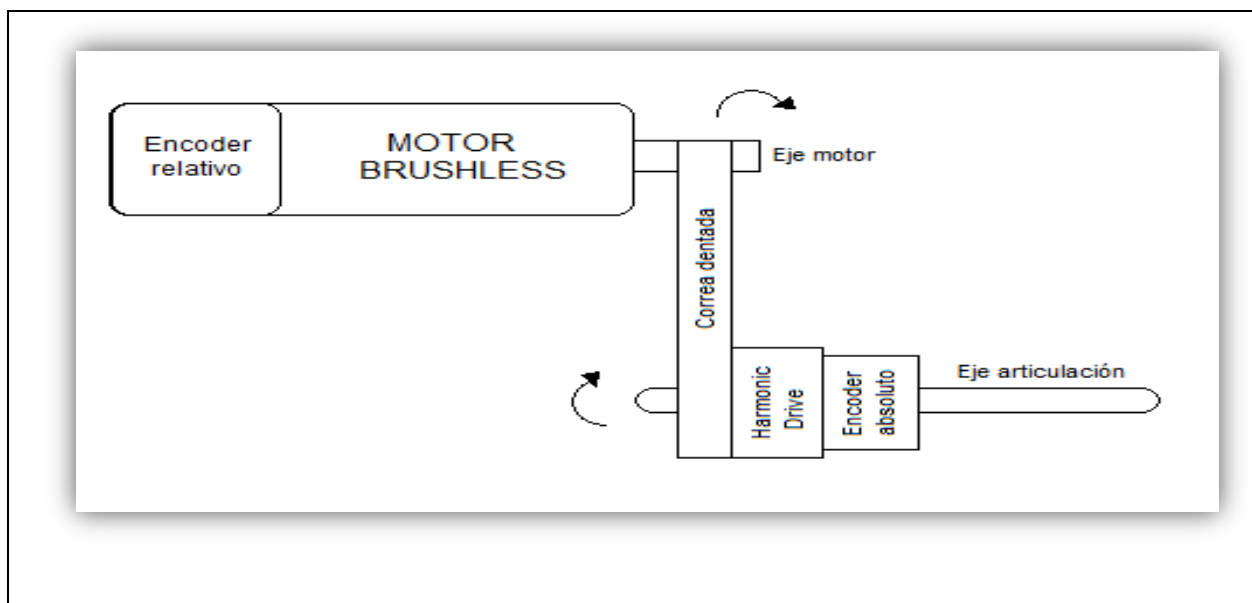 Encoder
relativo
MOTOR
BRUSHLESS
Eje motor
Correa dentada
Harmonic
Drive
Encoder
absoluto
Eje articulación